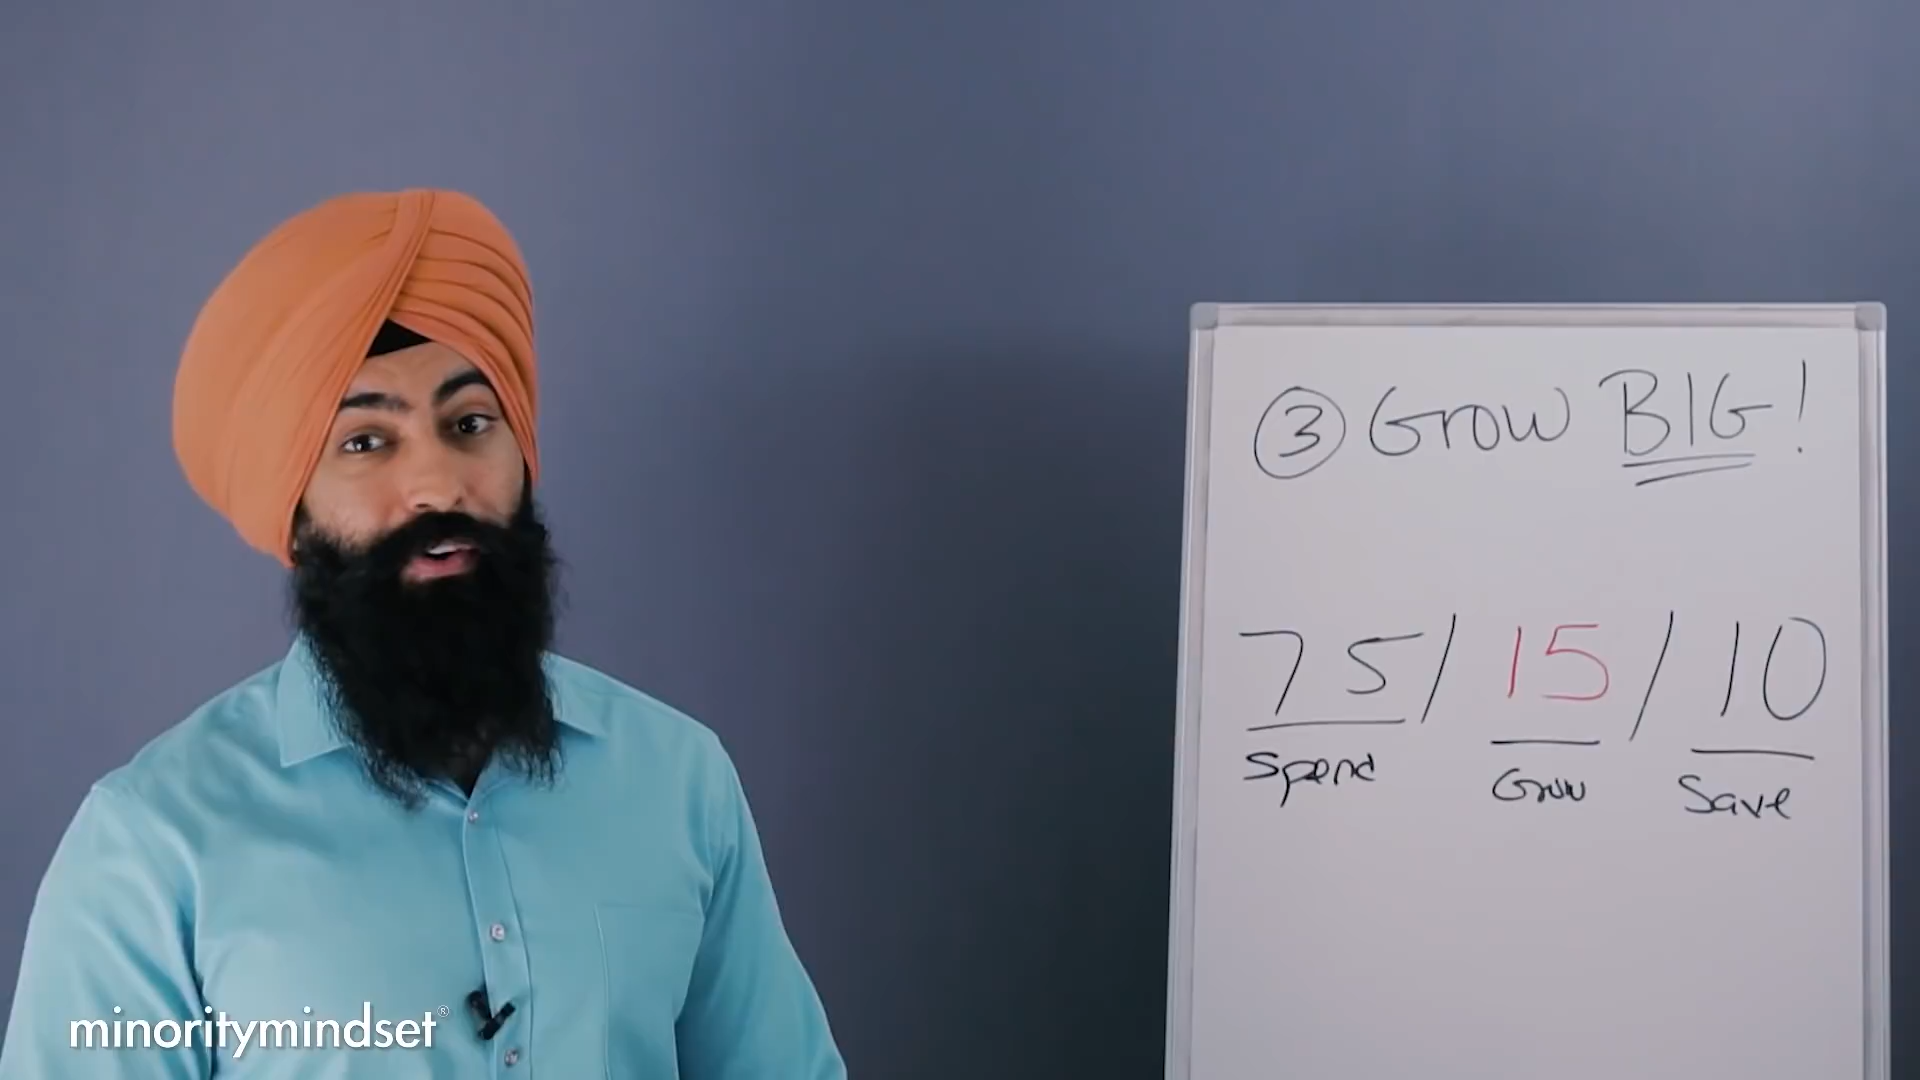 ③ Grow BIG!
75 / 15 / 10
Spend Grow Save
minoritymindset®